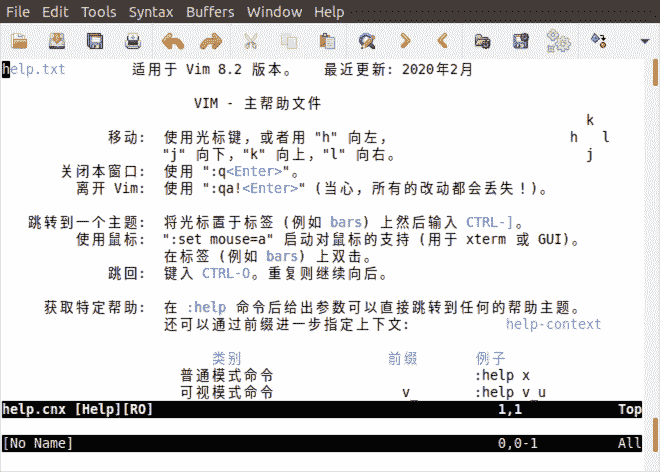 File Edit Tools Syntax Buffers Window Help
help.txt 适用于 Vim 8.2 版本。 最近更新: 2020年2月
VIM - 主帮助文件
k
移动: 使用光标键，或者用 "h" 向左， h l
"j" 向下，"k" 向上，"l" 向右。 j
关闭本窗口: 使用 ":q<Enter>"。
离开 Vim: 使用 ":qa!<Enter>" (当心，所有的改动都会丢失！)。
跳转到一个主题: 将光标置于标签 (例如 bars) 上然后输入 CTRL-]。
使用鼠标: ":set mouse=a" 启动对鼠标的支持 (用于 xterm 或 GUI)。
在标签 (例如 bars) 上双击。
跳回: 键入 CTRL-O。重复则继续向后。
获取特定帮助: 在 :help 命令后给出参数可以直接跳转到任何的帮助主题。
还可以通过前缀进一步指定上下文: help-context
类别 前缀 例子
普通模式命令 :help x
可视模式命令 v_ :help v_u
help.cnx [Help][RO] 1,1 Top
[No Name] 0,0-1 All